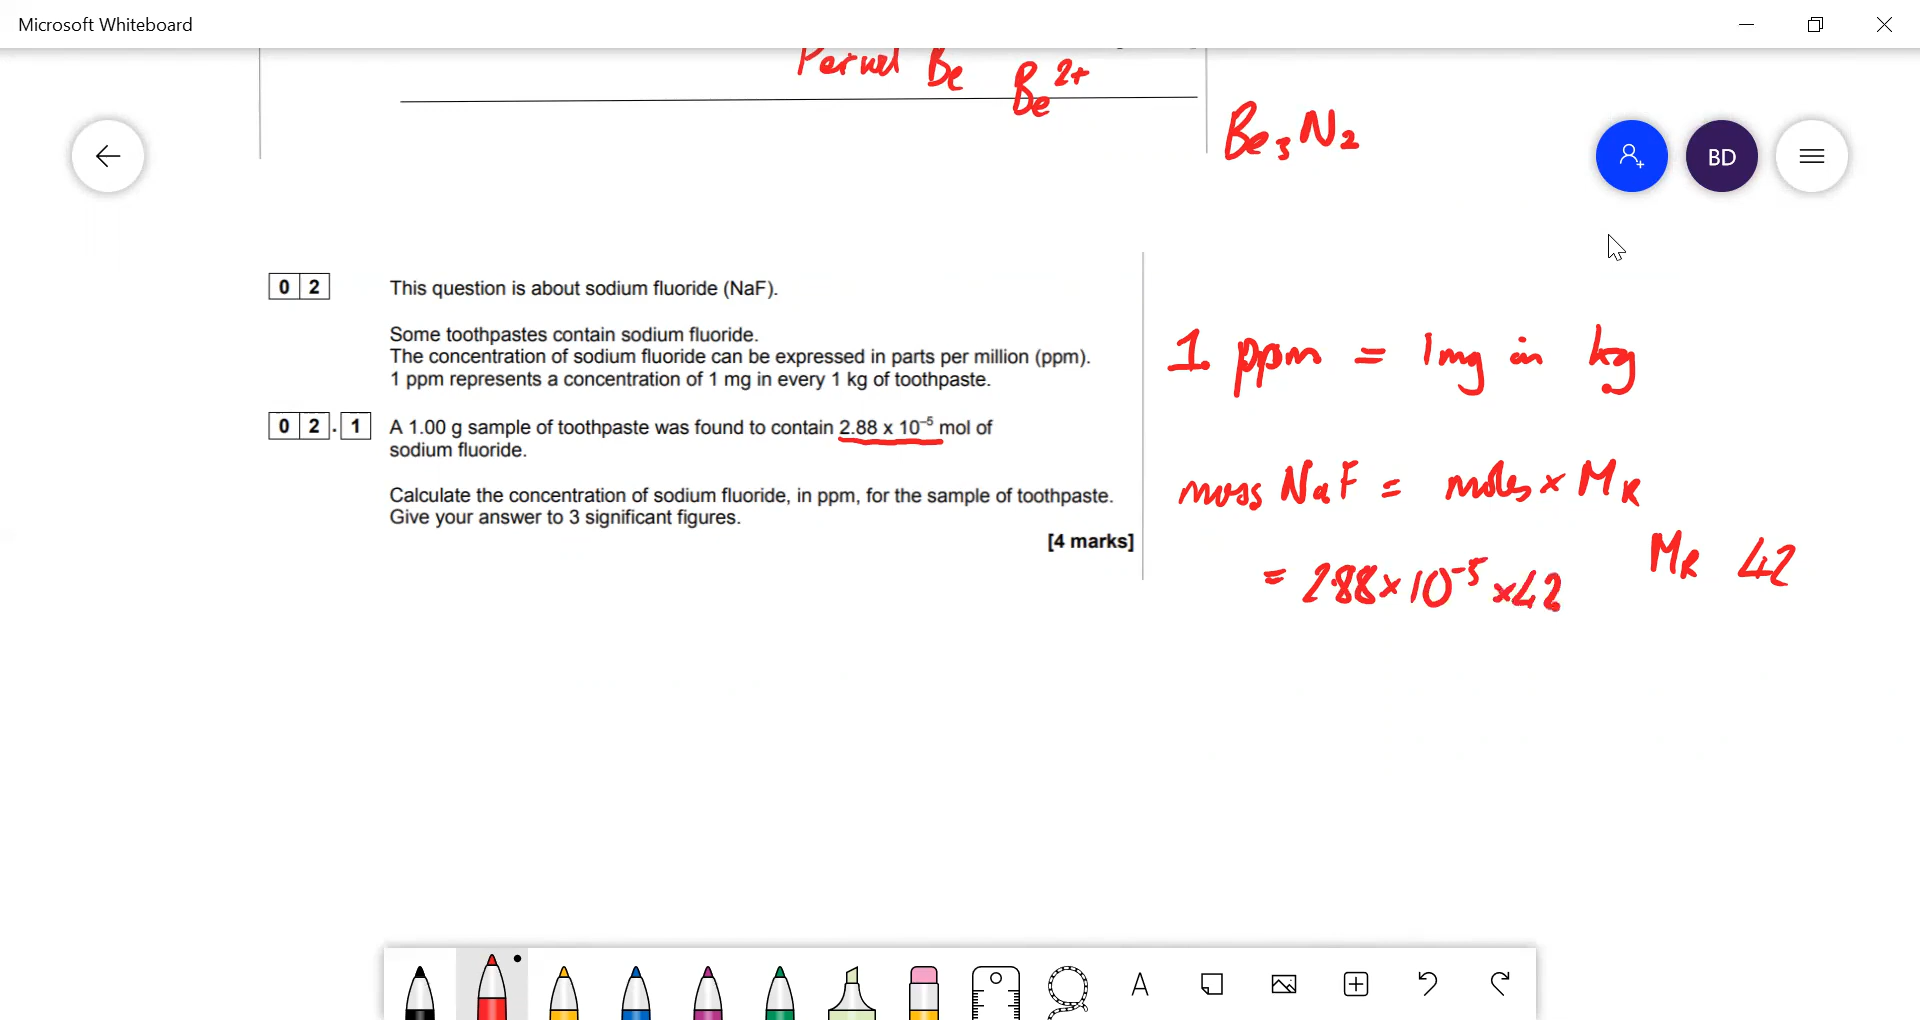 Microsoft Whiteboard
Be Be 2+
Be3N2
BD
0 2 This question is about sodium fluoride (NaF).
Some toothpastes contain sodium fluoride.
The concentration of sodium fluoride can be expressed in parts per million (ppm).
1 ppm represents a concentration of 1 mg in every 1 kg of toothpaste.
0 2 . 1 A 1.00 g sample of toothpaste was found to contain 2.88 x 10–5 mol of
sodium fluoride.
Calculate the concentration of sodium fluoride, in ppm, for the sample of toothpaste.
Give your answer to 3 significant figures.
[4 marks]
1 ppm = 1mg in kg
mass NaF = moles × MR
MR 42
= 2.88 × 10-5 × 42
A